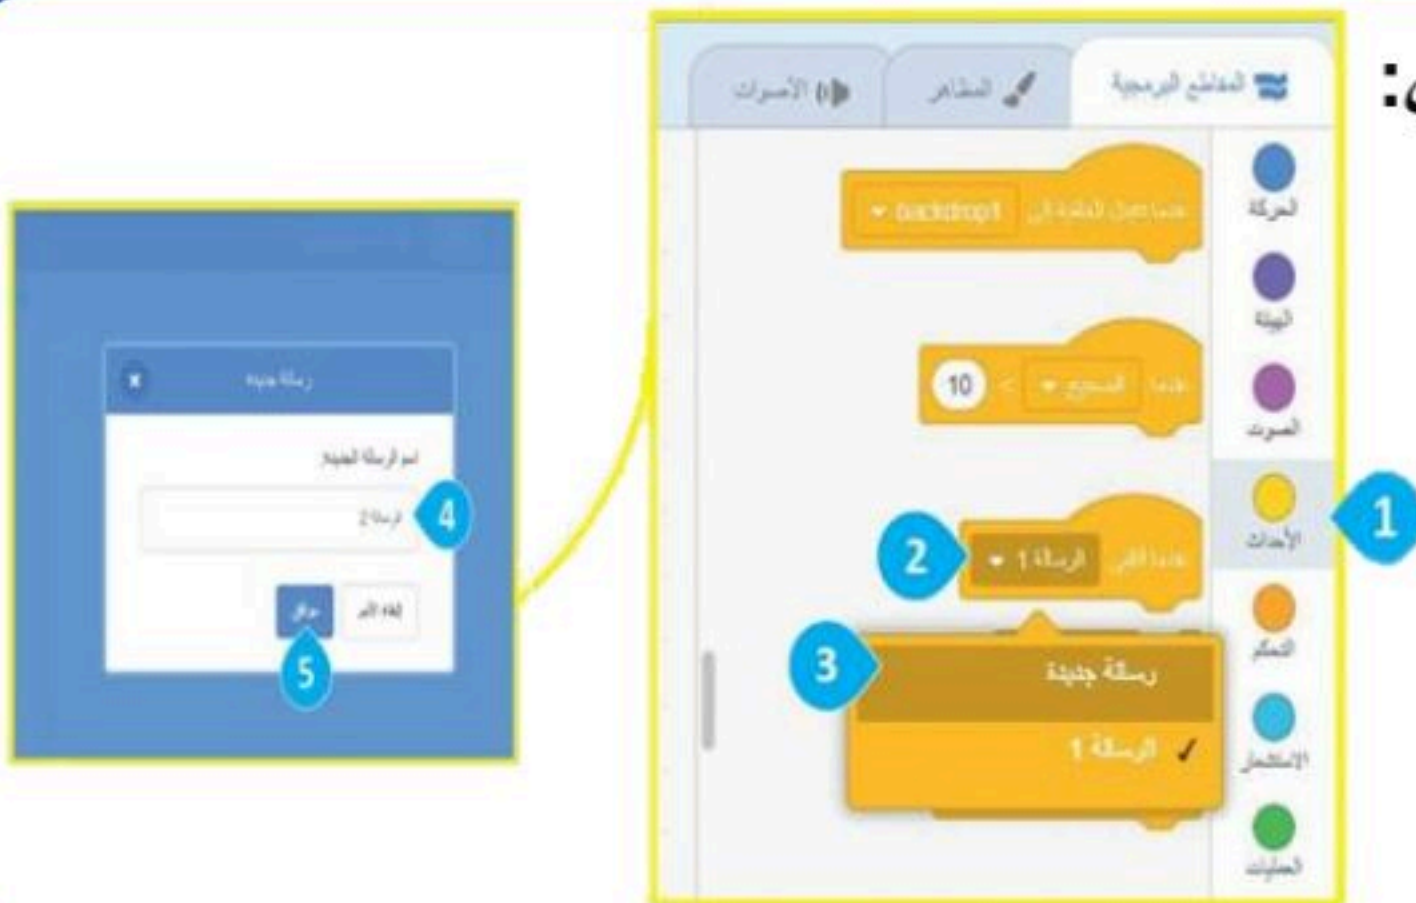 المقاطع البرمجية
المظاهر
الأصوات
الحركة
الهيئة
الصوت
الأحداث
التحكم
الاستشعار
العمليات
عندما تتبدل الخلفية إلى backdrop1
عندما الضجيج > 10
عندما أتلقى الرسالة 1
رسالة جديدة
✓ الرسالة 1
1
2
3
رسالة جديدة
x
اسم الرسالة الجديدة:
الرسالة 2
4
إلغاء الأمر
موافق
5